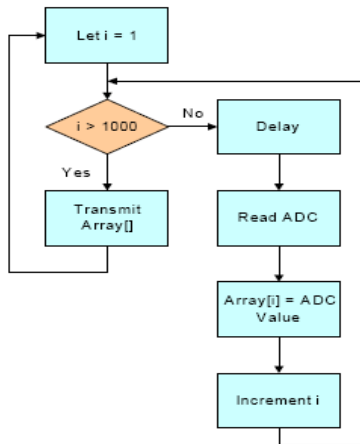 Let i = 1
i > 1000
No
Delay
Yes
Transmit
Array[]
Read ADC
Array[i] = ADC
Value
Increment i